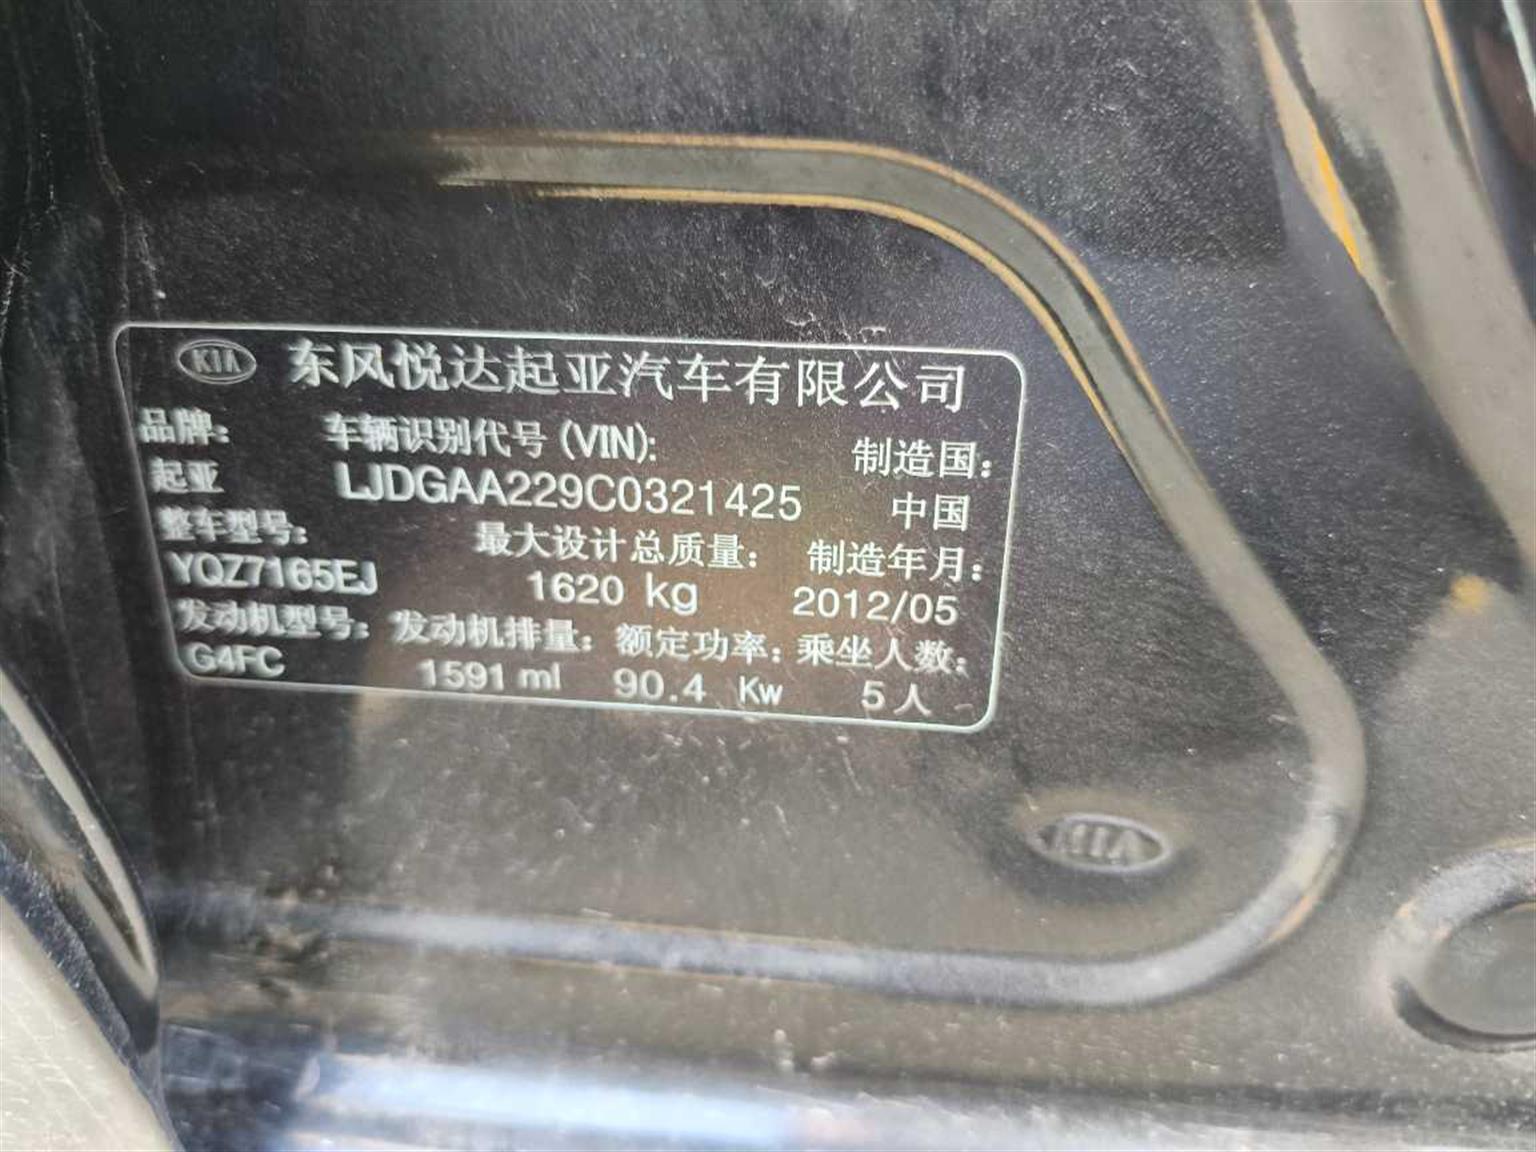 KIA 东风悦达起亚汽车有限公司
品牌: 车辆识别代号 (VIN): 制造国:
起亚 LJDGAA229C0321425 中国
整车型号: 最大设计总质量: 制造年月:
YQZ7165EJ 1620 kg 2012/05
发动机型号: 发动机排量: 额定功率: 乘坐人数:
G4FC 1591 ml 90.4 Kw 5人
KIA